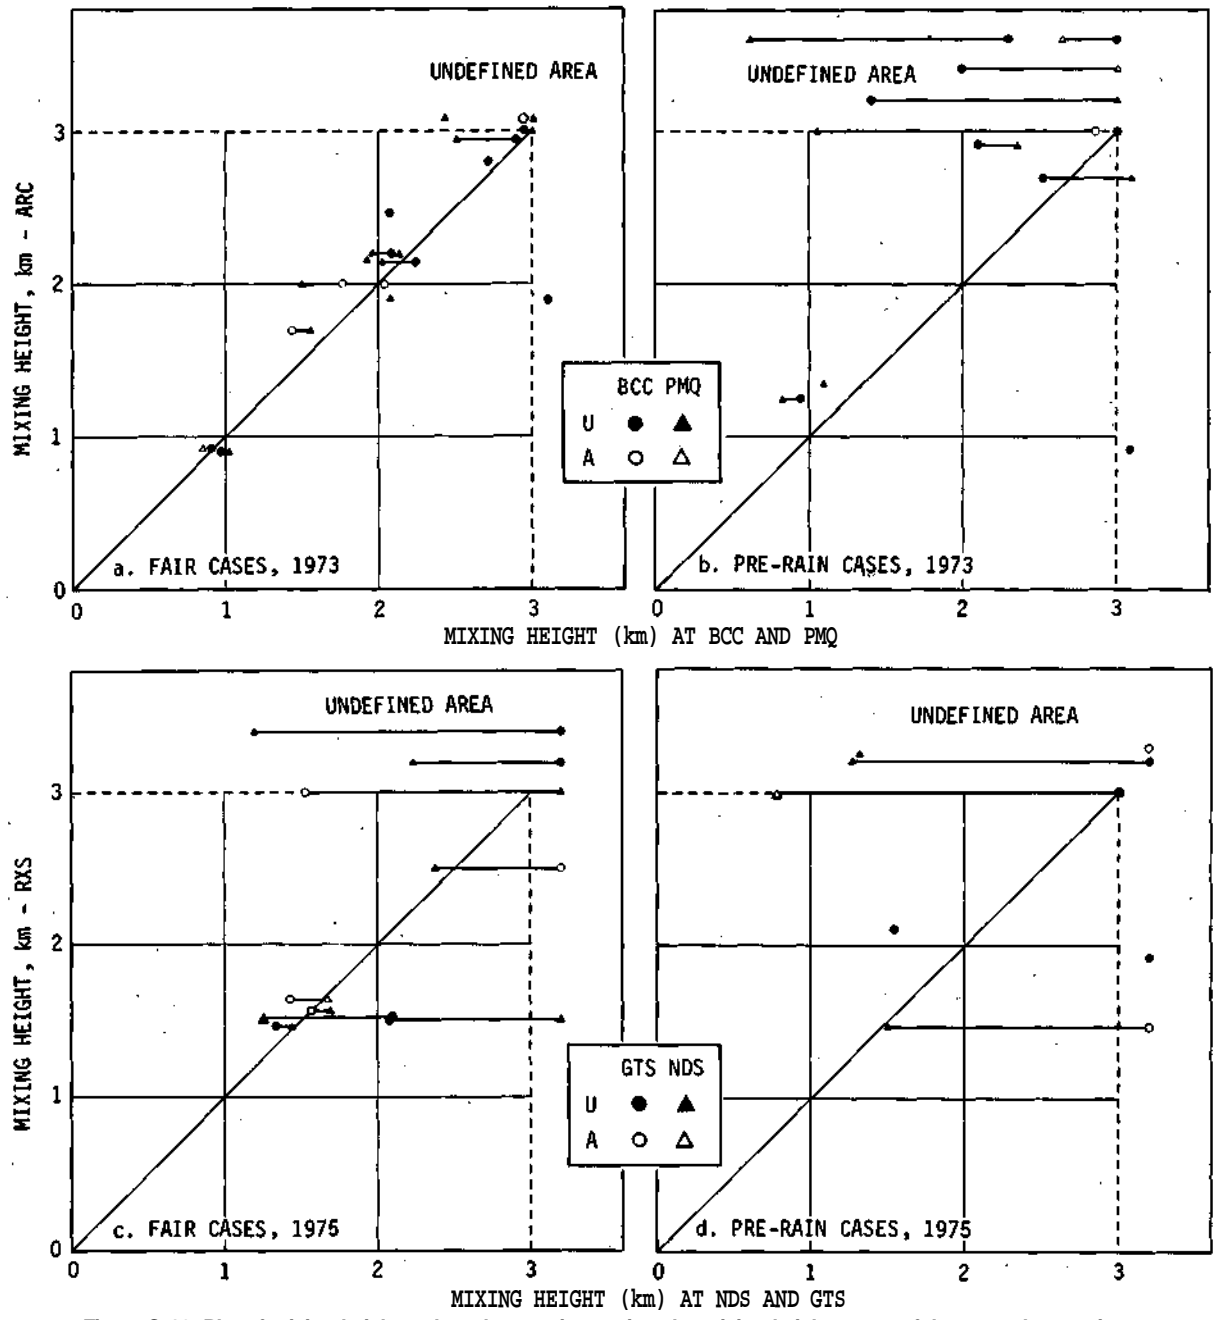 UNDEFINED AREA
UNDEFINED AREA
3
2
1
0
MIXING HEIGHT, km - ARC
BCC PMQ
U
A
a. FAIR CASES, 1973
b. PRE-RAIN CASES, 1973
0 1 2 3
0 1 2 3
MIXING HEIGHT (km) AT BCC AND PMQ
UNDEFINED AREA
UNDEFINED AREA
3
2
1
0
MIXING HEIGHT, km - RXS
GTS NDS
U
A
c. FAIR CASES, 1975
d. PRE-RAIN CASES, 1975
0 1 2 3
0 1 2 3
MIXING HEIGHT (km) AT NDS AND GTS